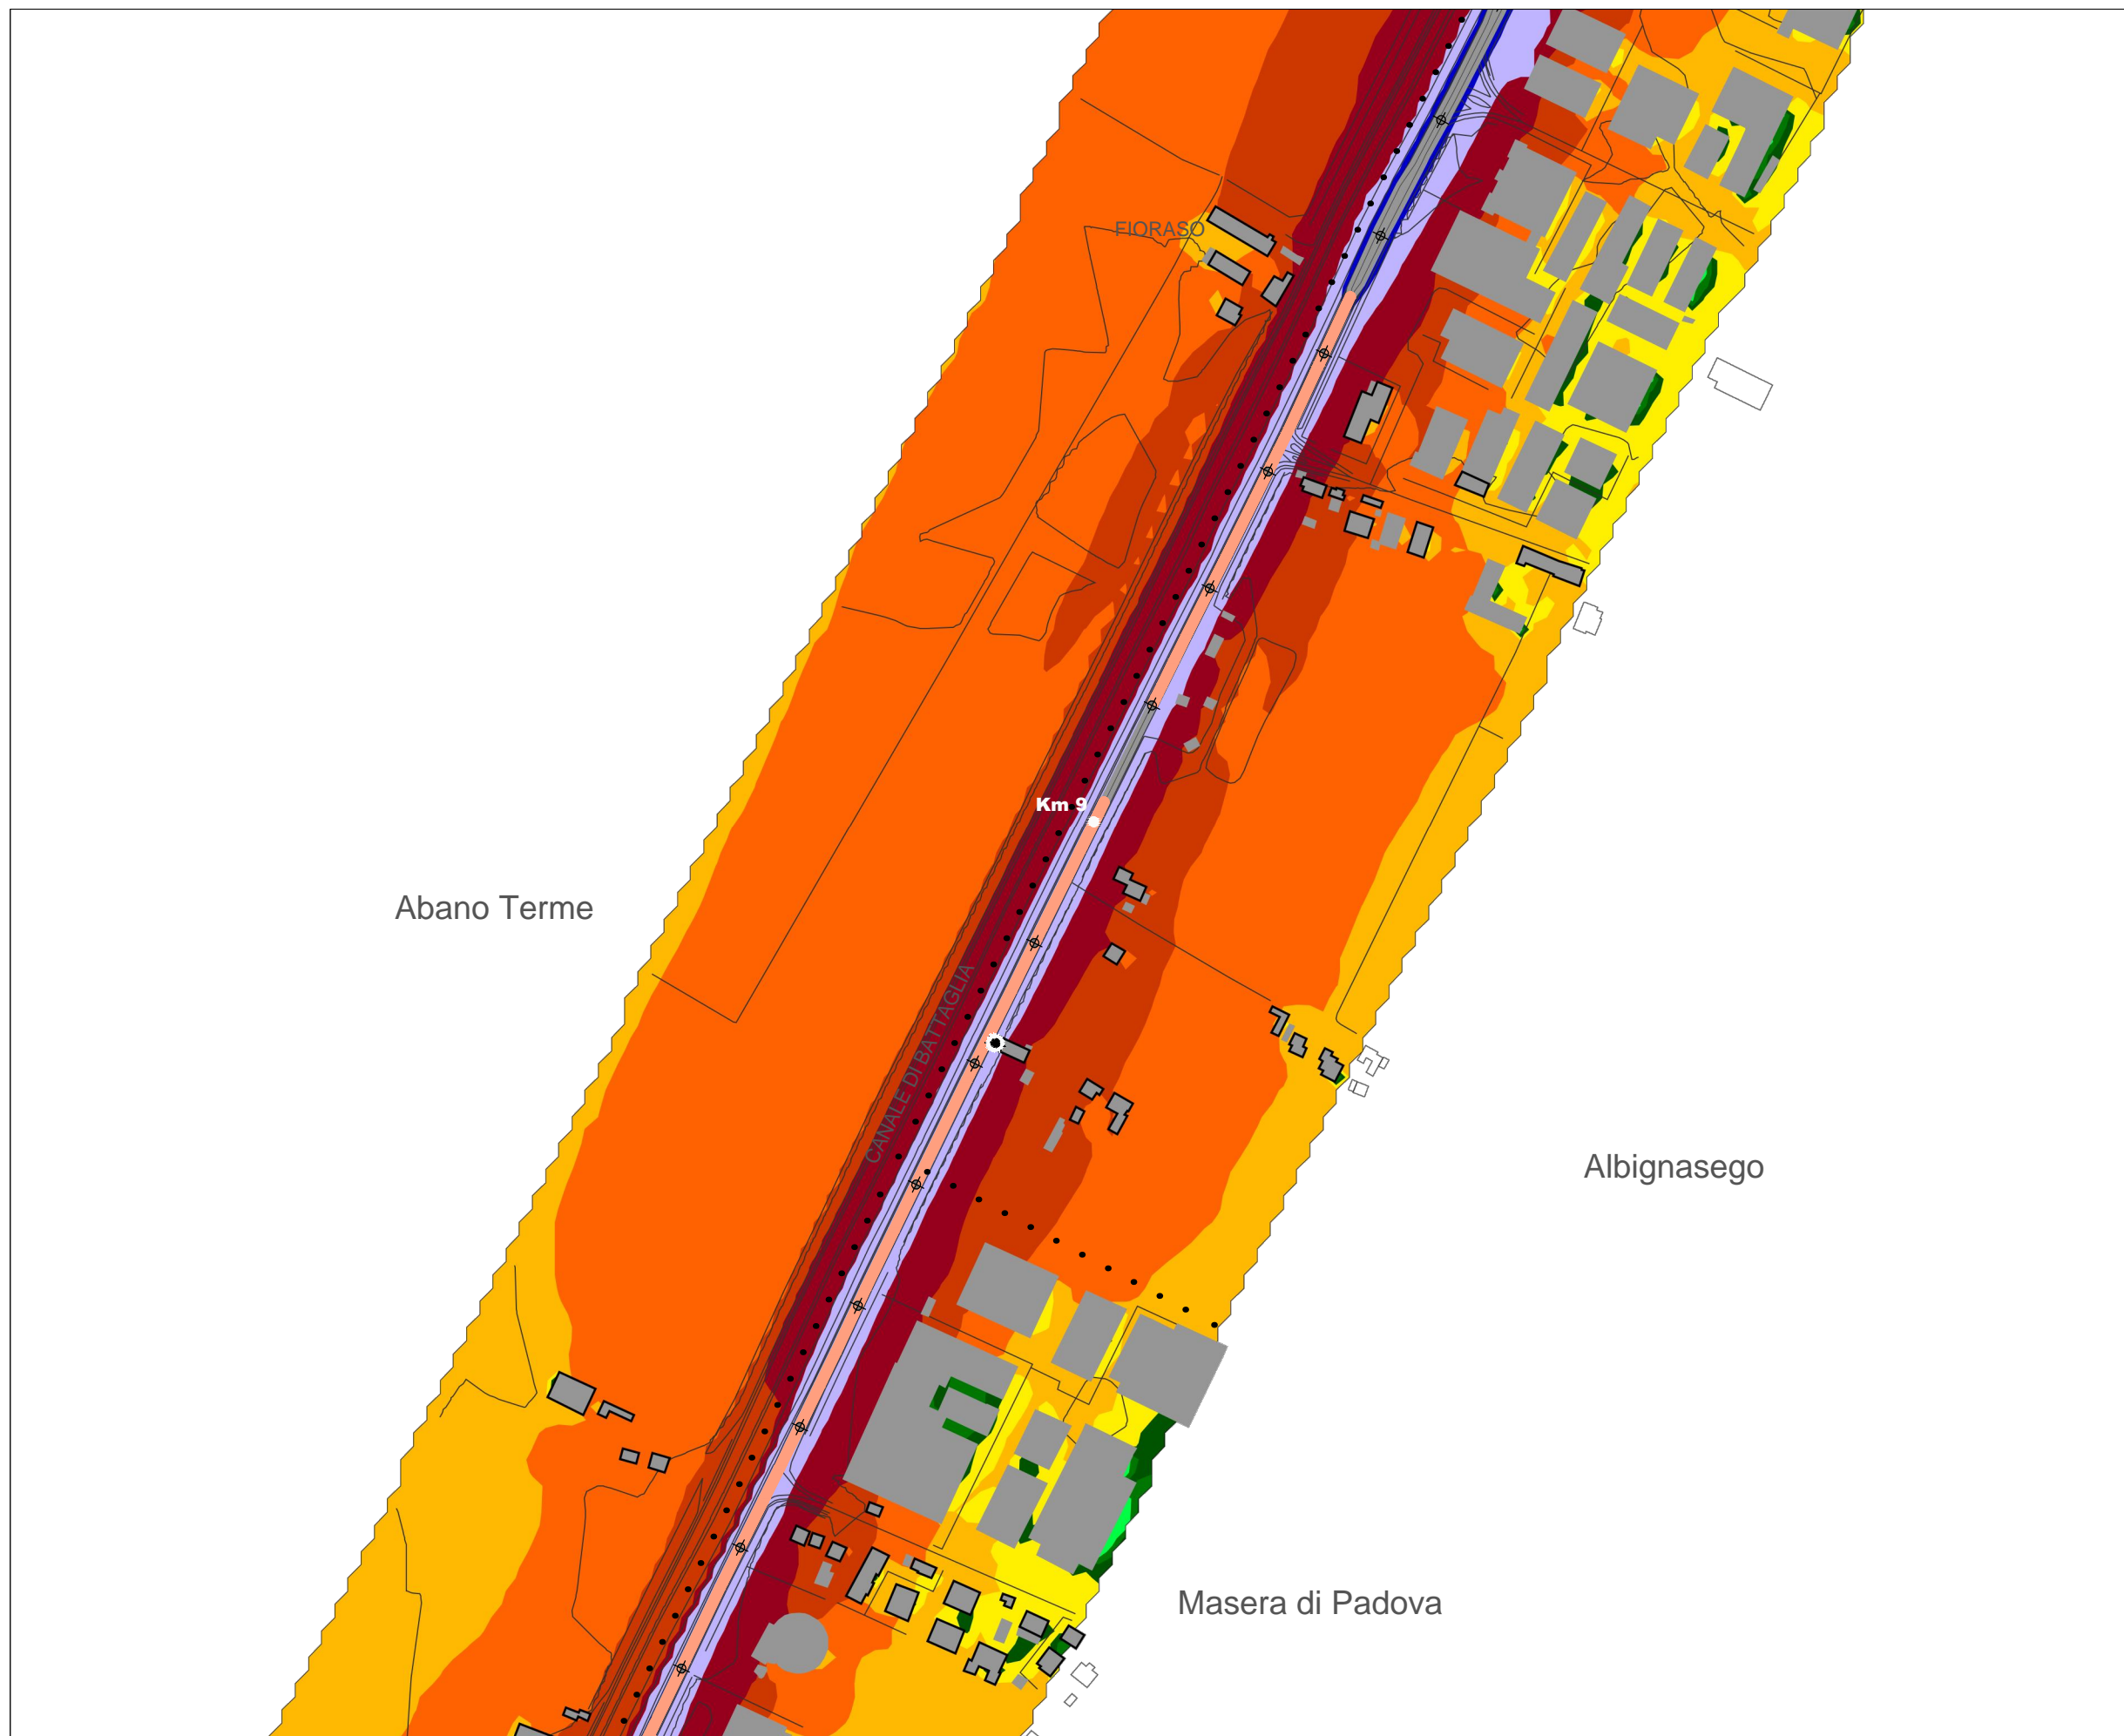 FIORASO
Km 9
Abano Terme
CANALE DI BATTAGLIA
Albignasego
Masera di Padova